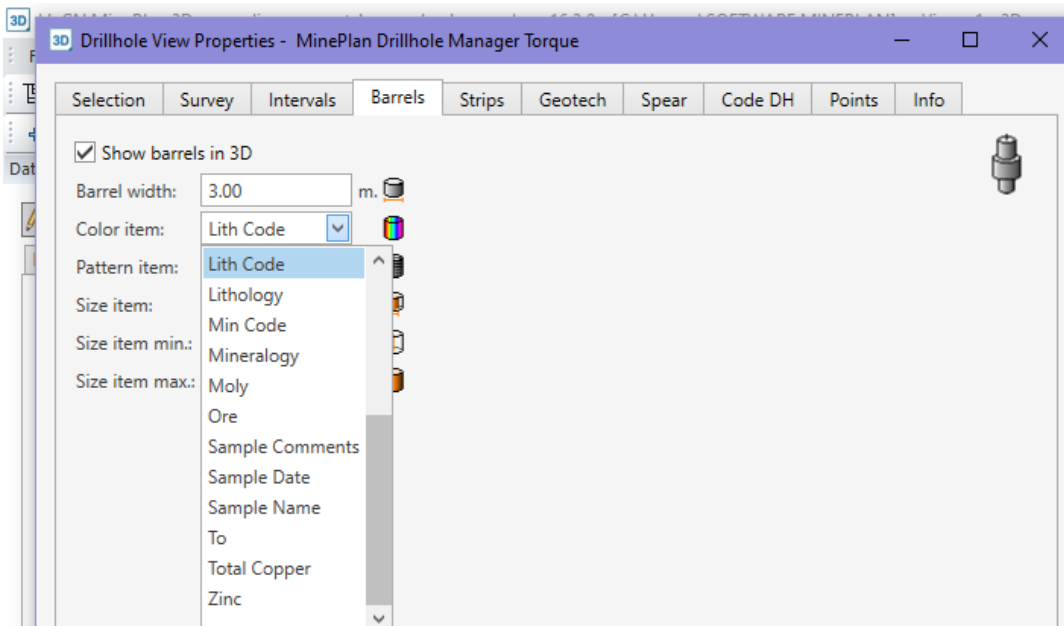 3D
3D Drillhole View Properties - MinePlan Drillhole Manager Torque
Dat
Selection Survey Intervals Barrels Strips Geotech Spear Code DH Points Info
Show barrels in 3D
Barrel width: 3.00 m.
Color item: Lith Code
Pattern item:
Size item:
Size item min.:
Size item max.:
Lith Code
Lithology
Min Code
Mineralogy
Moly
Ore
Sample Comments
Sample Date
Sample Name
To
Total Copper
Zinc